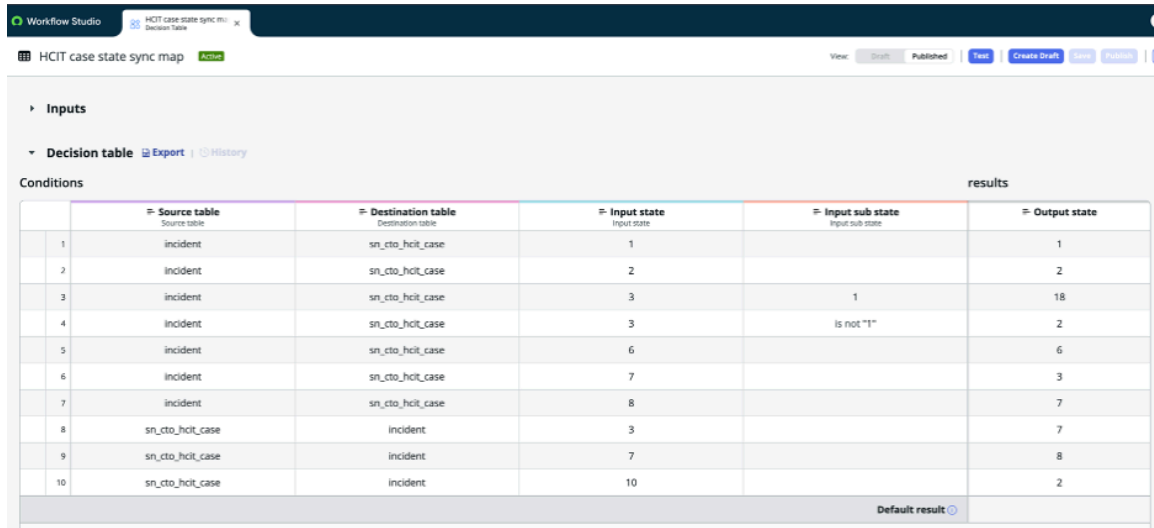 Workflow Studio
HCIT case state sync m
Decision Table
HCIT case state sync map Active
View: Draft Published Test Create Draft Save Publish
Inputs
Decision table Export | History
Conditions results
Source table Destination table Input state Input sub state Output state
Source table Destination table Input state Input sub state
1 incident sn_cto_hcit_case 1 1
2 incident sn_cto_hcit_case 2 2
3 incident sn_cto_hcit_case 3 1 18
4 incident sn_cto_hcit_case 3 is not "1" 2
5 incident sn_cto_hcit_case 6 6
6 incident sn_cto_hcit_case 7 3
7 incident sn_cto_hcit_case 8 7
8 sn_cto_hcit_case incident 3 7
9 sn_cto_hcit_case incident 7 8
10 sn_cto_hcit_case incident 10 2
Default result